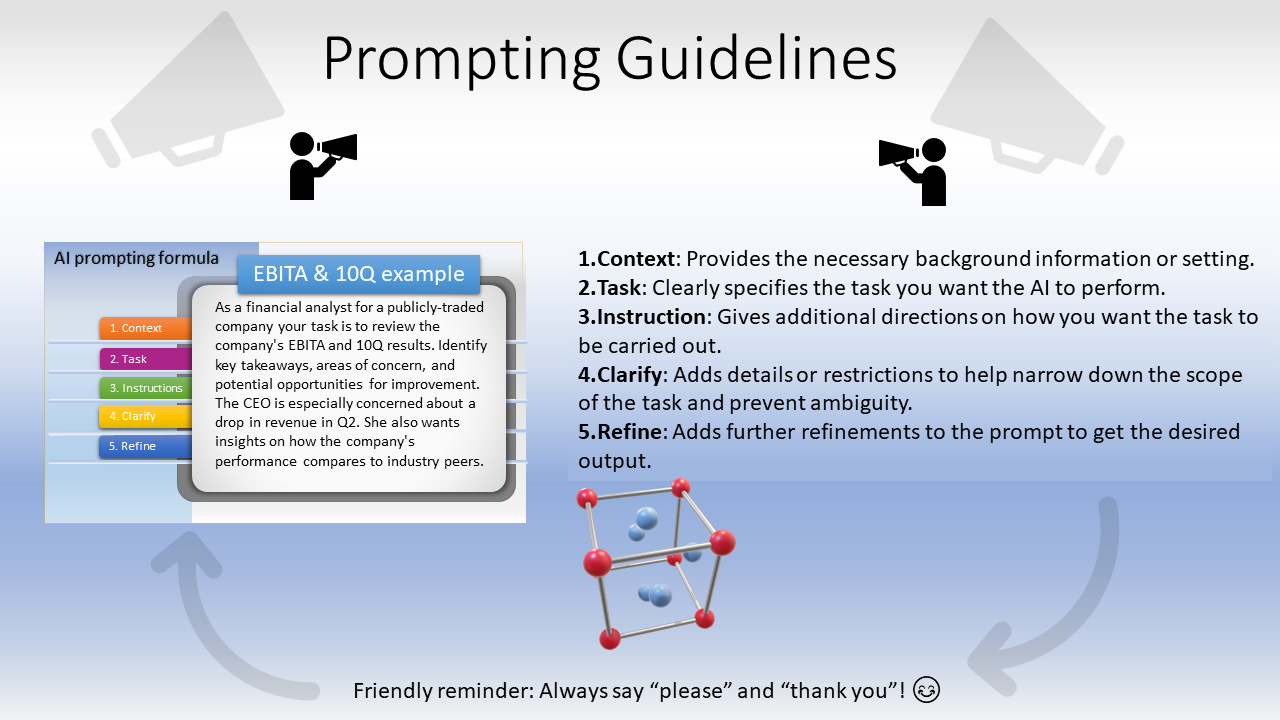 Prompting Guidelines
AI prompting formula
EBITA & 10Q example
1. Context
2. Task
3. Instructions
4. Clarify
5. Refine
As a financial analyst for a publicly-traded
company your task is to review the
company's EBITA and 10Q results. Identify
key takeaways, areas of concern, and
potential opportunities for improvement.
The CEO is especially concerned about a
drop in revenue in Q2. She also wants
insights on how the company's
performance compares to industry peers.
1.Context: Provides the necessary background information or setting.
2.Task: Clearly specifies the task you want the AI to perform.
3.Instruction: Gives additional directions on how you want the task to
be carried out.
4.Clarify: Adds details or restrictions to help narrow down the scope
of the task and prevent ambiguity.
5.Refine: Adds further refinements to the prompt to get the desired
output.
Friendly reminder: Always say “please” and “thank you”! 😊